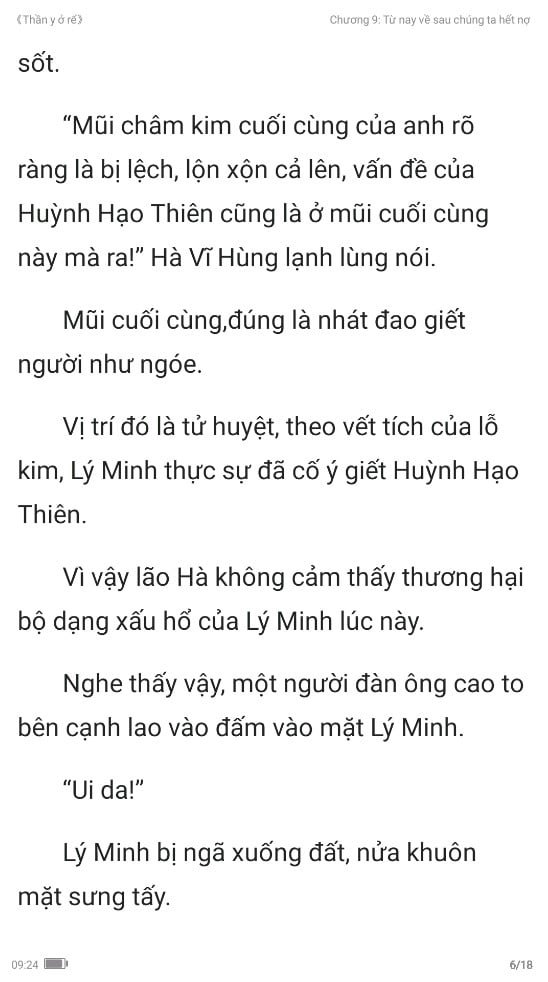 《Thần y ở rể》
Chương 9: Từ nay về sau chúng ta hết nợ
sốt.
“Mũi châm kim cuối cùng của anh rõ
ràng là bị lệch, lộn xộn cả lên, vấn đề của
Huỳnh Hạo Thiên cũng là ở mũi cuối cùng
này mà ra!” Hà Vĩ Hùng lạnh lùng nói.
Mũi cuối cùng,đúng là nhát đao giết
người như ngóe.
Vị trí đó là tử huyệt, theo vết tích của lỗ
kim, Lý Minh thực sự đã cố ý giết Huỳnh Hạo
Thiên.
Vì vậy lão Hà không cảm thấy thương hại
bộ dạng xấu hổ của Lý Minh lúc này.
Nghe thấy vậy, một người đàn ông cao to
bên cạnh lao vào đấm vào mặt Lý Minh.
“Ui da!”
Lý Minh bị ngã xuống đất, nửa khuôn
mặt sưng tấy.
09:24
6/18